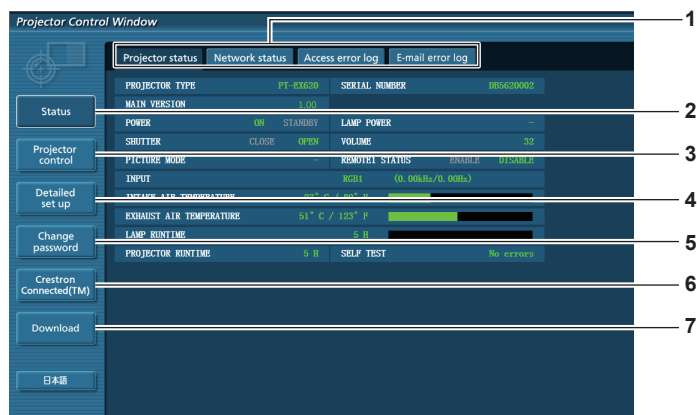 Projector Control Window
1
Projector status Network status Access error log E-mail error log
PROJECTOR TYPE PT-EX620 SERIAL NUMBER DB5620002
MAIN VERSION 1.00
POWER ON STANDBY LAMP POWER -
SHUTTER CLOSE OPEN VOLUME 32
PICTURE MODE - REMOTE1 STATUS ENABLE DISABLE
INPUT RGB1 (0.00kHz/0.00Hz)
INTAKE AIR TEMPERATURE
EXHAUST AIR TEMPERATURE 51° C / 123° F
LAMP RUNTIME 5 H
PROJECTOR RUNTIME 5 H SELF TEST No errors
Status
2
Projector
control
3
Detailed
set up
4
Change
password
5
Crestron
Connected(TM)
6
Download
7
日本語